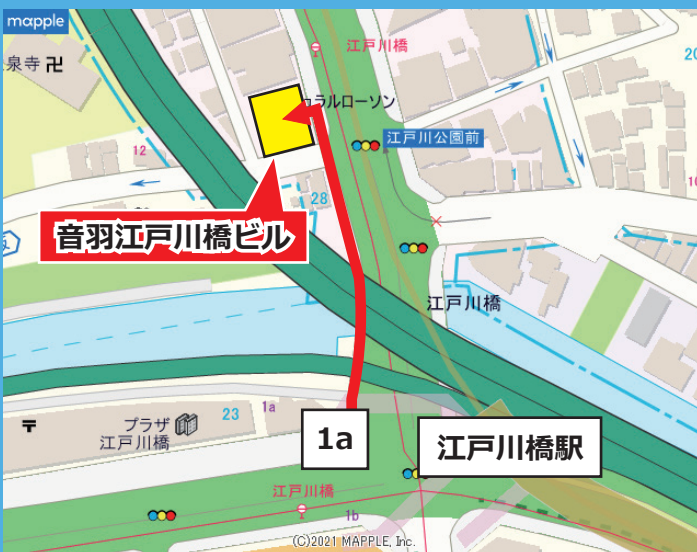 mapple
江戸川橋
泉寺
ラルローソン
江戸川公園前
12
28
1
音羽江戸川橋ビル
江戸川橋
23
1a
プラザ
江戸川橋
1a
江戸川橋駅
江戸川橋
1b
(C)2021 MAPPLE, Inc.